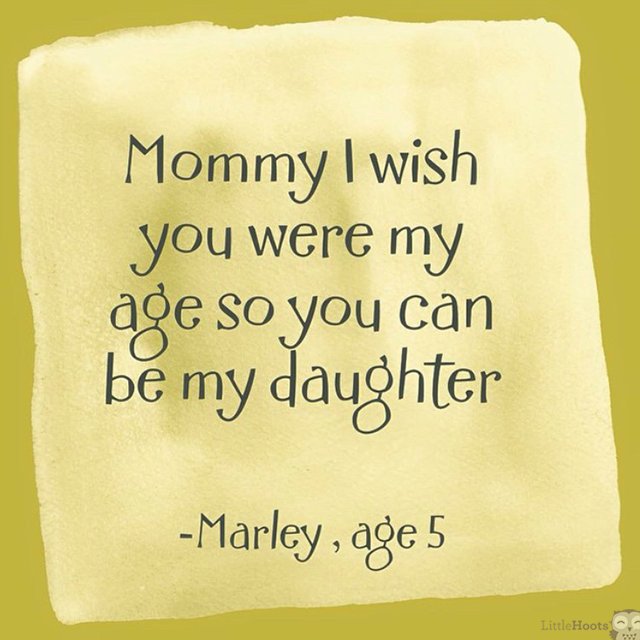 Mommy I wish
you were my
age so you can
be my daughter
-Marley, age 5
LittleHoots